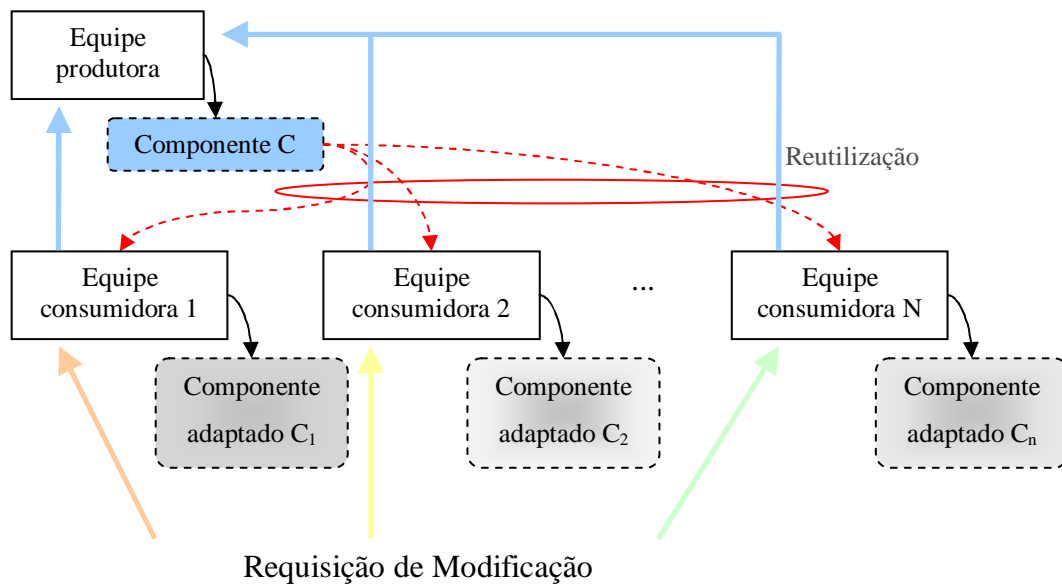 Equipe
produtora
Componente C
Reutilização
Equipe
consumidora 1
Equipe
consumidora 2
...
Equipe
consumidora N
Componente
adaptado C₁
Componente
adaptado C₂
Componente
adaptado Cₙ
Requisição de Modificação